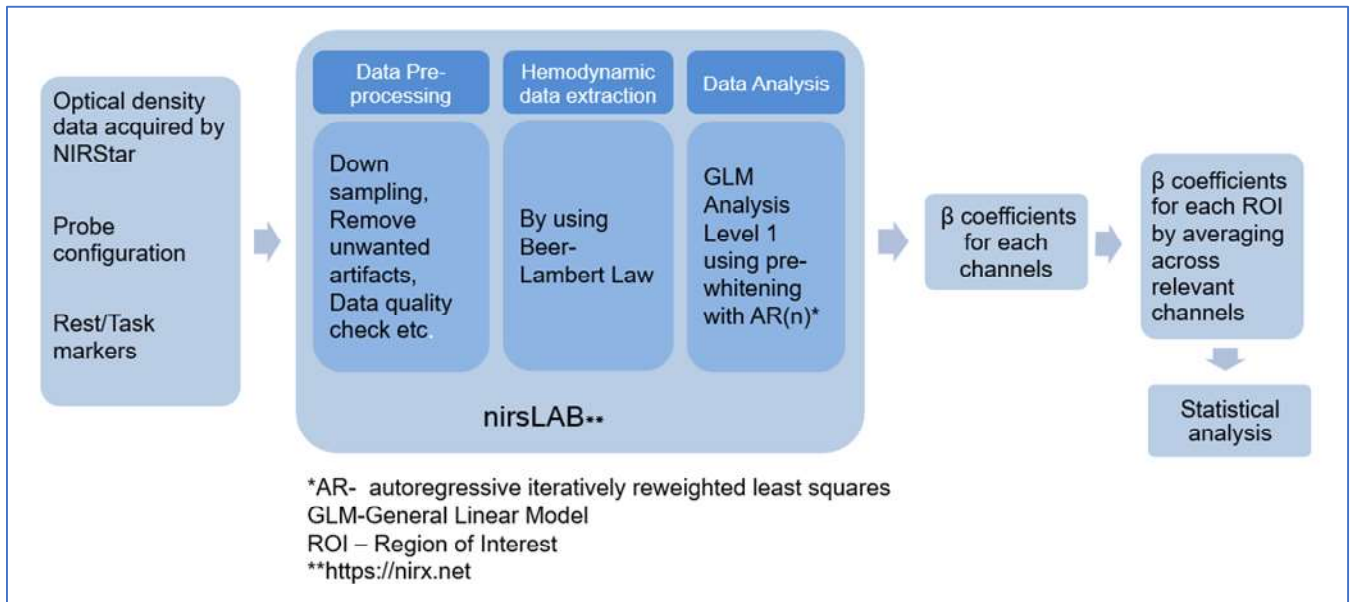 Optical density
data acquired by
NIRStar
Probe
configuration
Rest/Task
markers
Data Pre-
processing
Down
sampling,
Remove
unwanted
artifacts,
Data quality
check etc.
Hemodynamic
data extraction
By using
Beer-
Lambert Law
Data Analysis
GLM
Analysis
Level 1
using pre-
whitening
with AR(n)*
nirsLAB**
β coefficients
for each
channels
β coefficients
for each ROI
by averaging
across
relevant
channels
Statistical
analysis
*AR- autoregressive iteratively reweighted least squares
GLM-General Linear Model
ROI – Region of Interest
**https://nirx.net